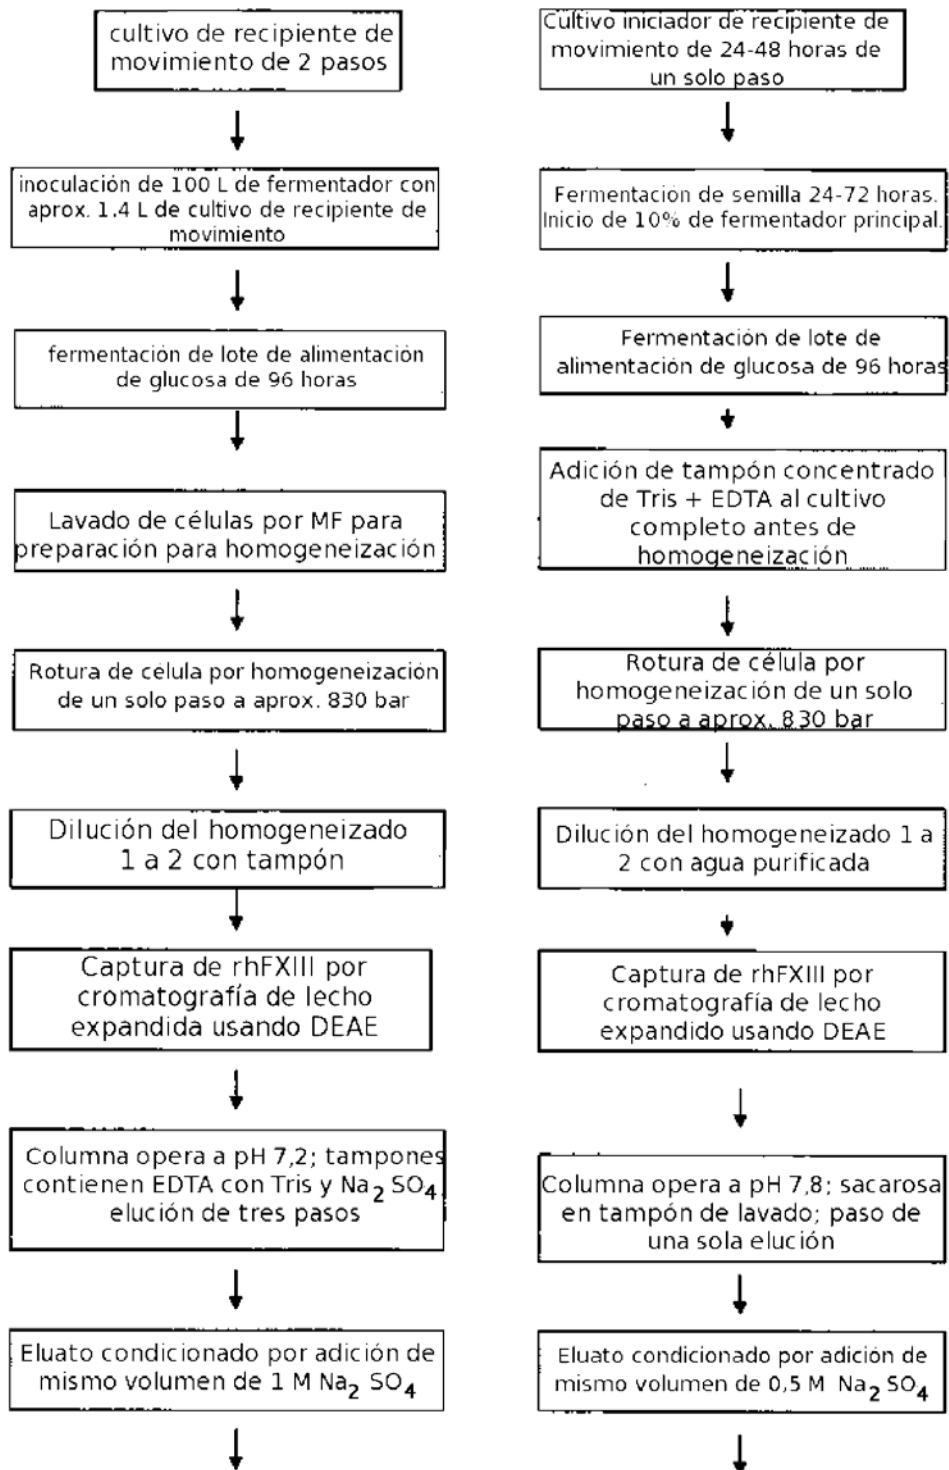 cultivo de recipiente de
movimiento de 2 pasos
inoculación de 100 L de fermentador con
aprox. 1.4 L de cultivo de recipiente de
movimiento
fermentación de lote de alimentación
de glucosa de 96 horas
Lavado de células por MF para
preparación para homogeneización
Rotura de célula por homogeneización
de un solo paso a aprox. 830 bar
Dilución del homogeneizado
1 a 2 con tampón
Captura de rhFXIII por
cromatografía de lecho
expandida usando DEAE
Columna opera a pH 7,2; tampones
contienen EDTA con Tris y Na2 SO4
elución de tres pasos
Eluato condicionado por adición de
mismo volumen de 1 M Na2 SO4
Cultivo iniciador de recipiente de
movimiento de 24-48 horas de
un solo paso
Fermentación de semilla 24-72 horas.
Inicio de 10% de fermentador principal.
Fermentación de lote de
alimentación de glucosa de 96 horas
Adición de tampón concentrado
de Tris + EDTA al cultivo
completo antes de
homogeneización
Rotura de célula por
homogeneización de un solo
paso a aprox. 830 bar
Dilución del homogeneizado 1 a
2 con agua purificada
Captura de rhFXIII por
cromatografía de lecho
expandido usando DEAE
Columna opera a pH 7,8; sacarosa
en tampón de lavado; paso de
una sola elución
Eluato condicionado por adición de
mismo volumen de 0,5 M Na2 SO4